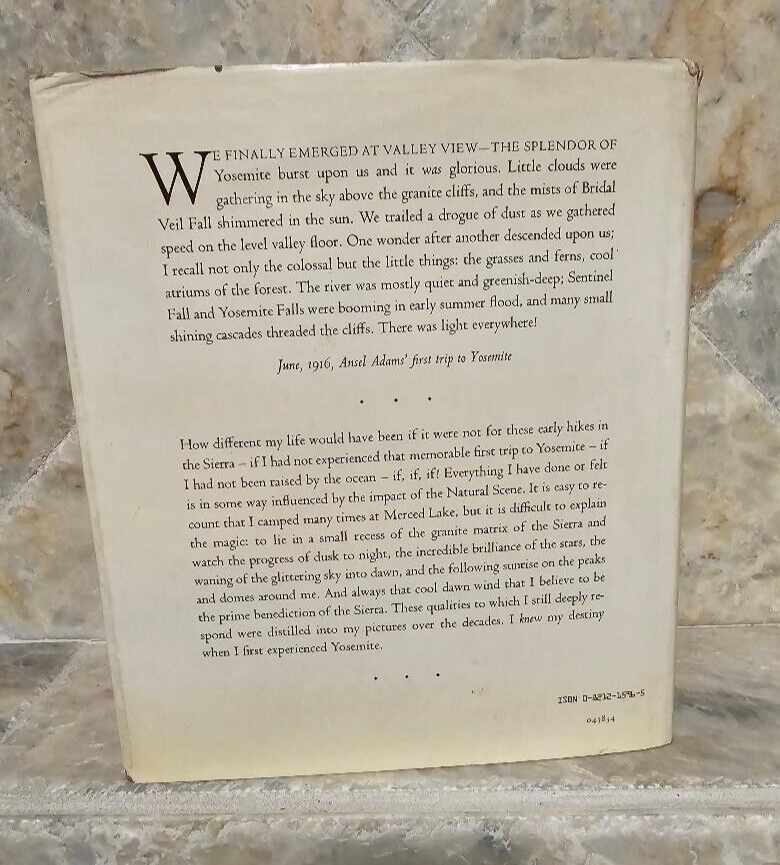 WE FINALLY EMERGED AT VALLEY VIEW—THE SPLENDOR OF
Yosemite burst upon us and it was glorious. Little clouds were
gathering in the sky above the granite cliffs, and the mists of Bridal
Veil Fall shimmered in the sun. We trailed a drogue of dust as we gathered
speed on the level valley floor. One wonder after another descended upon us;
I recall not only the colossal but the little things: the grasses and ferns, cool
atriums of the forest. The river was mostly quiet and greenish-deep; Sentinel
Fall and Yosemite Falls were booming in early summer flood, and many small
shining cascades threaded the cliffs. There was light everywhere!
June, 1916, Ansel Adams' first trip to Yosemite
. . .
How different my life would have been if it were not for these early hikes in
the Sierra – if I had not experienced that memorable first trip to Yosemite – if
I had not been raised by the ocean – if, if, if! Everything I have done or felt
is in some way influenced by the impact of the Natural Scene. It is easy to re-
count that I camped many times at Merced Lake, but it is difficult to explain
the magic: to lie in a small recess of the granite matrix of the Sierra and
watch the progress of dusk to night, the incredible brilliance of the stars, the
waning of the glittering sky into dawn, and the following sunrise on the peaks
and domes around me. And always that cool dawn wind that I believe to be
the prime benediction of the Sierra. These qualities to which I still deeply re-
spond were distilled into my pictures over the decades. I knew my destiny
when I first experienced Yosemite.
. . .
ISBN 0-8212-1596-5
043834